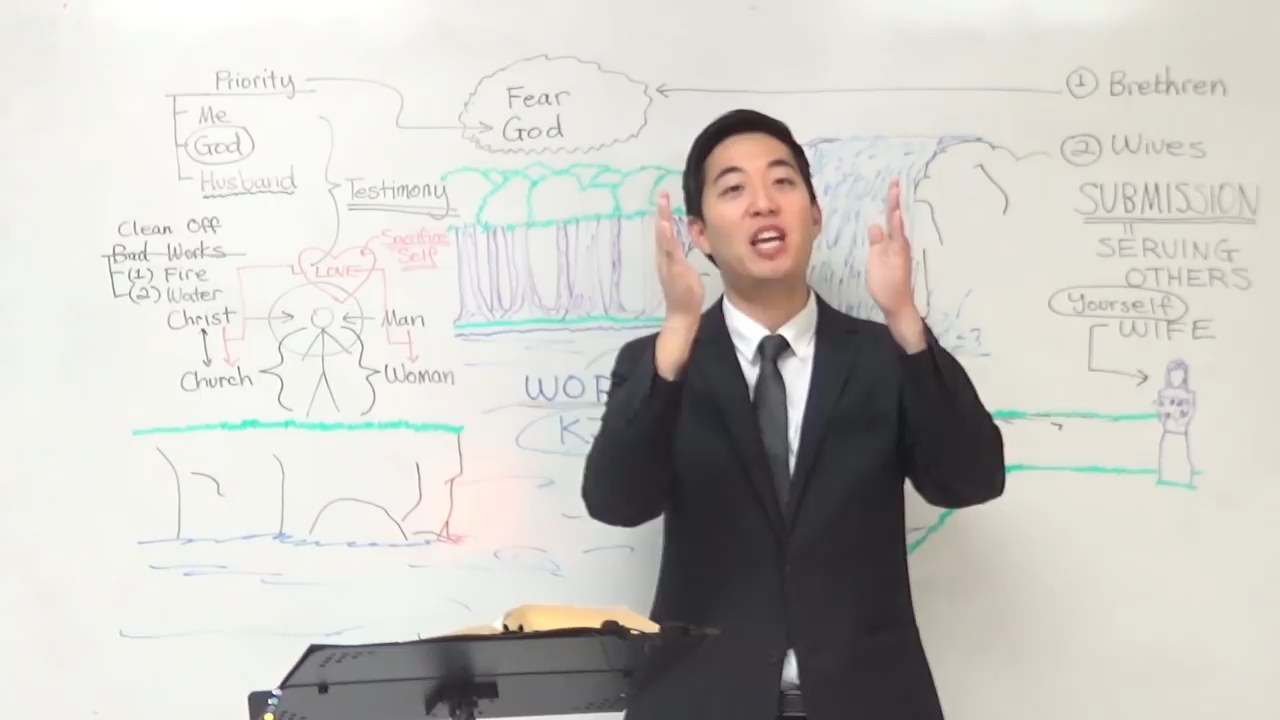 Priority
Me
God
Husband
Testimony
Clean Off
Bad Works
(1) Fire
(2) Water
LOVE
Sacrifice
Self
Christ
Man
Church
Woman
Fear
God
① Brethren
② Wives
SUBMISSION
SERVING
OTHERS
Yourself
WIFE